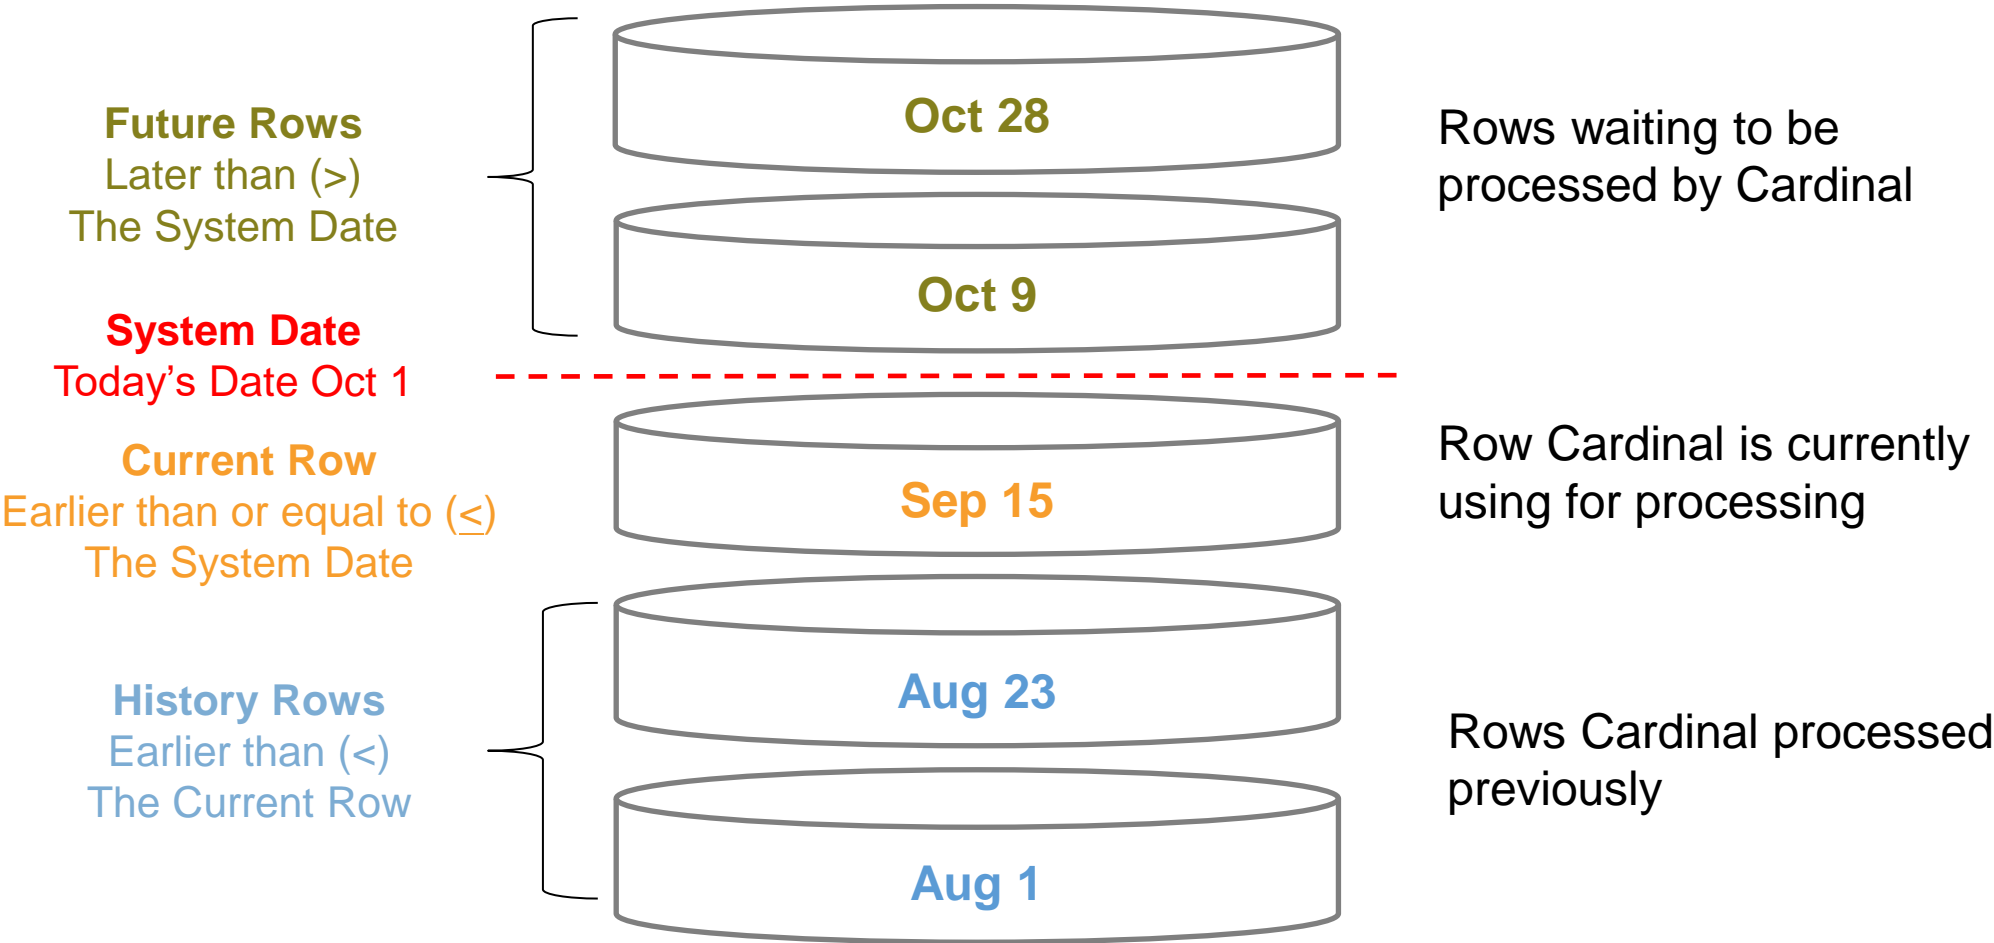 Future Rows
Later than (>)
The System Date
Oct 28
Rows waiting to be
processed by Cardinal
Oct 9
System Date
Today’s Date Oct 1
Current Row
Earlier than or equal to (≤)
The System Date
Sep 15
Row Cardinal is currently
using for processing
History Rows
Earlier than (<)
The Current Row
Aug 23
Aug 1
Rows Cardinal processed
previously